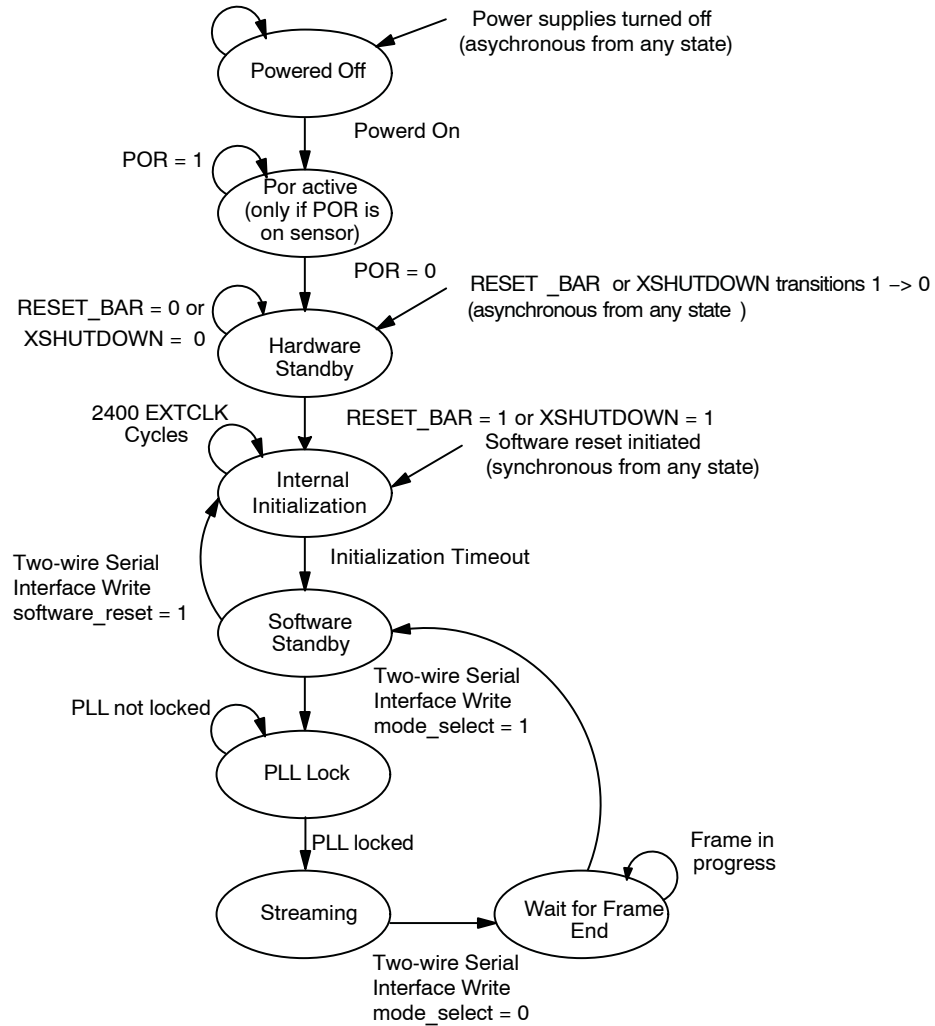 Power supplies turned off
(asychronous from any state)
Powered Off
Powerd On
POR = 1
Por active
(only if POR is
on sensor)
POR = 0
RESET _BAR or XSHUTDOWN transitions 1 –> 0
(asynchronous from any state )
RESET_BAR = 0 or
XSHUTDOWN = 0
Hardware
Standby
2400 EXTCLK
Cycles
RESET_BAR = 1 or XSHUTDOWN = 1
Software reset initiated
(synchronous from any state)
Internal
Initialization
Initialization Timeout
Two-wire Serial
Interface Write
software_reset = 1
Software
Standby
Two-wire Serial
Interface Write
mode_select = 1
PLL not locked
PLL Lock
PLL locked
Frame in
progress
Streaming
Wait for Frame
End
Two-wire Serial
Interface Write
mode_select = 0